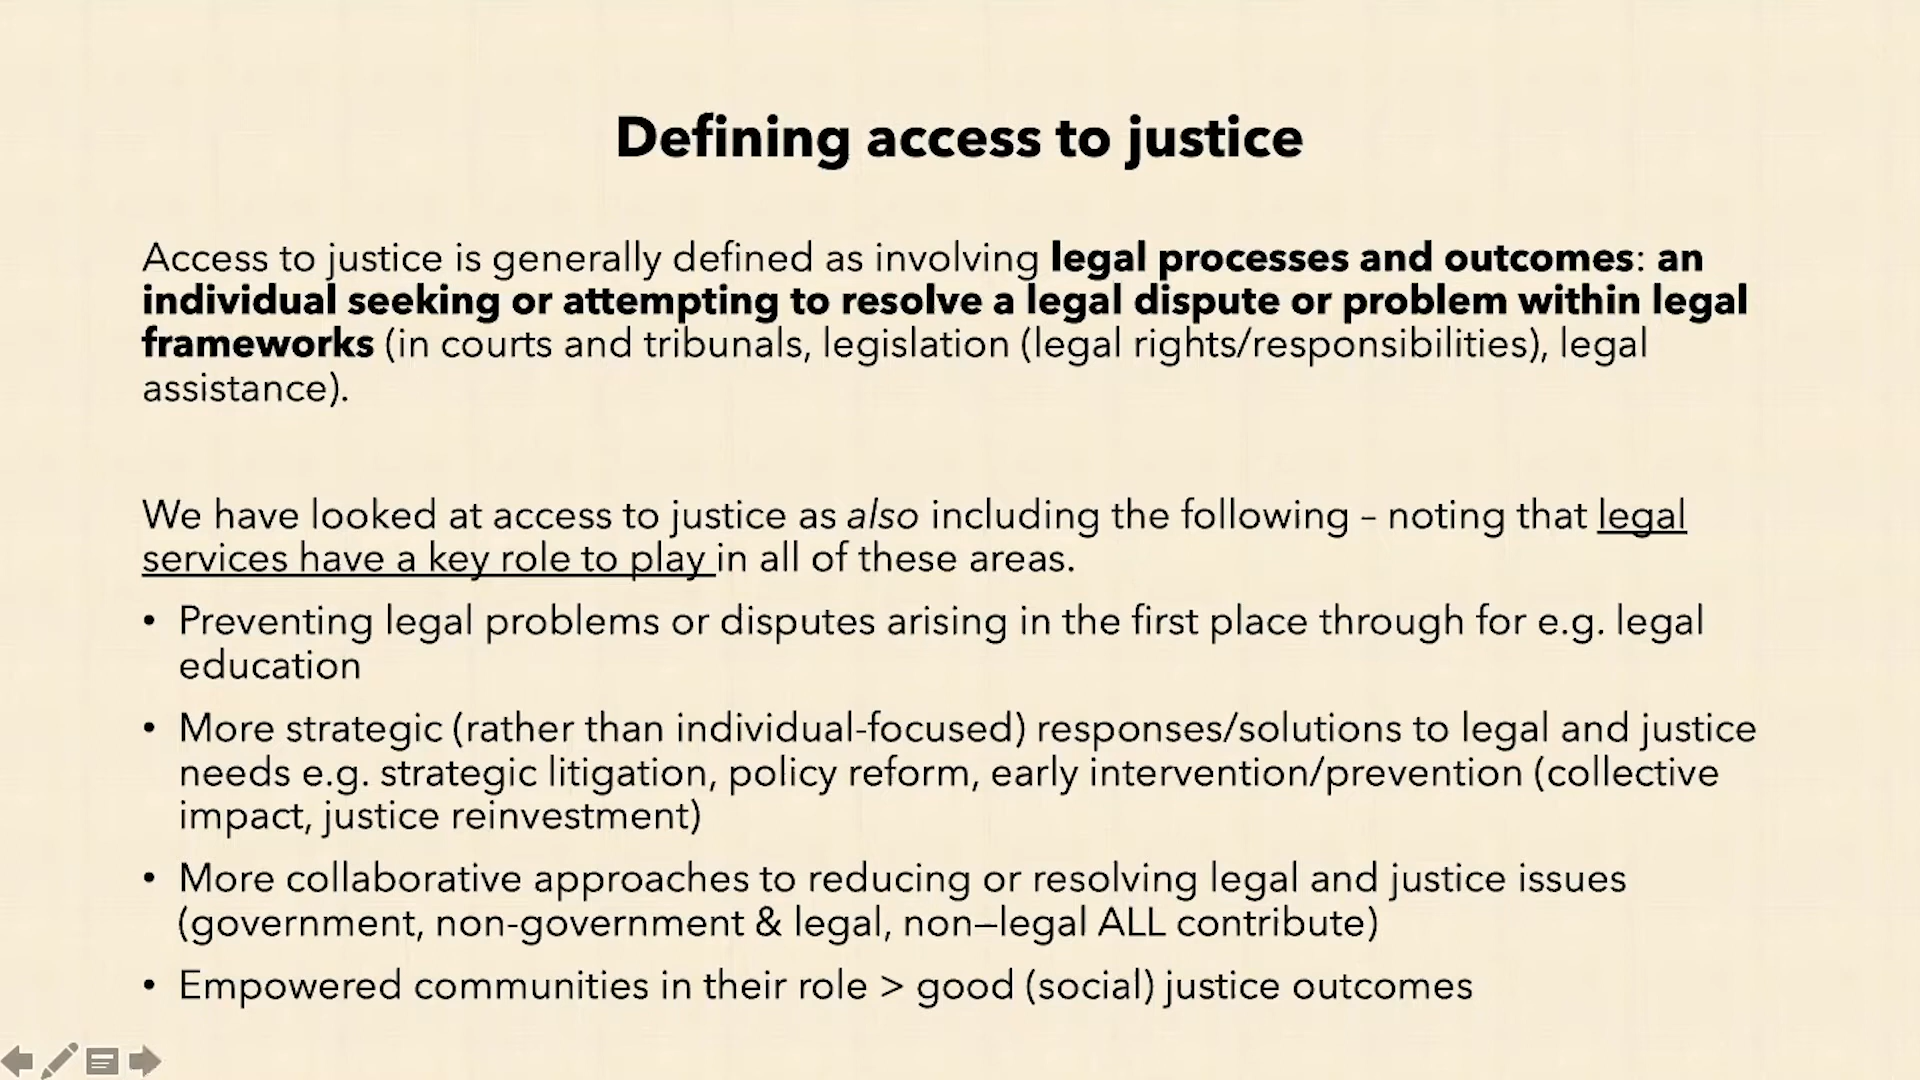 Defining access to justice
Access to justice is generally defined as involving legal processes and outcomes: an
individual seeking or attempting to resolve a legal dispute or problem within legal
frameworks (in courts and tribunals, legislation (legal rights/responsibilities), legal
assistance).
We have looked at access to justice as also including the following – noting that legal
services have a key role to play in all of these areas.
• Preventing legal problems or disputes arising in the first place through for e.g. legal
education
• More strategic (rather than individual-focused) responses/solutions to legal and justice
needs e.g. strategic litigation, policy reform, early intervention/prevention (collective
impact, justice reinvestment)
• More collaborative approaches to reducing or resolving legal and justice issues
(government, non-government & legal, non–legal ALL contribute)
• Empowered communities in their role > good (social) justice outcomes